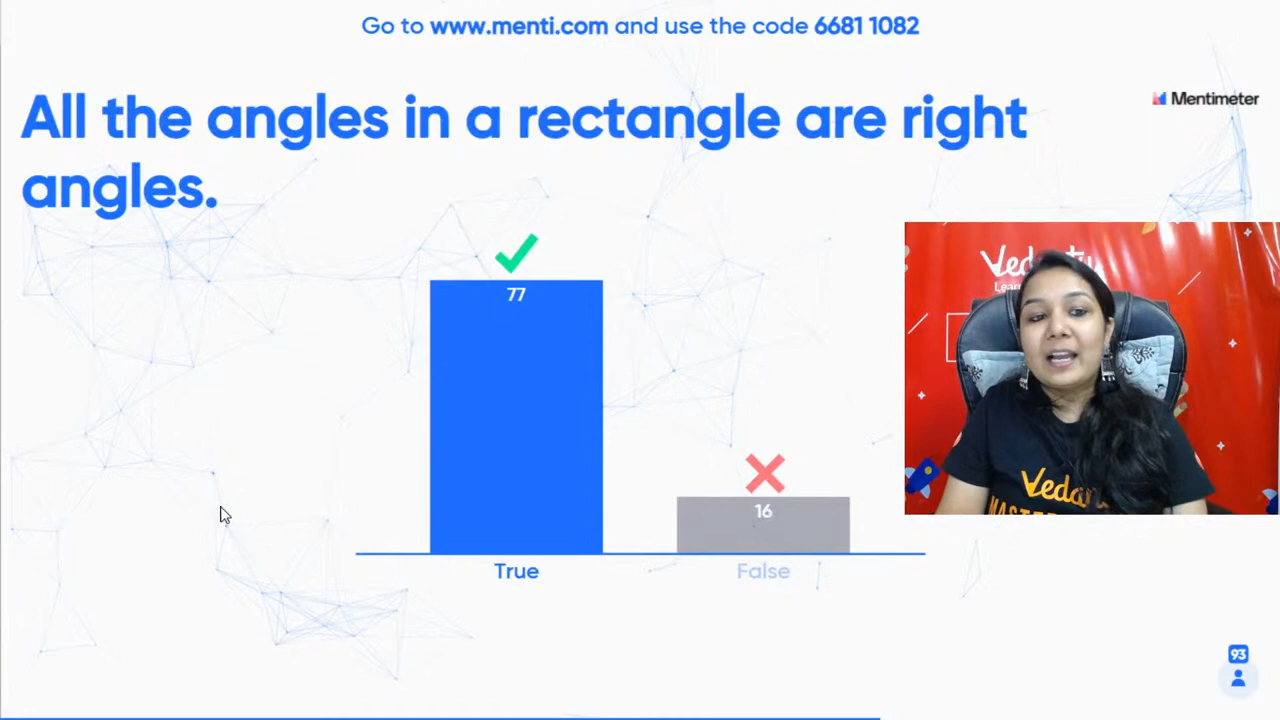 Go to www.menti.com and use the code 6681 1082
All the angles in a rectangle are right
angles.
Mentimeter
77
16
True
False
93